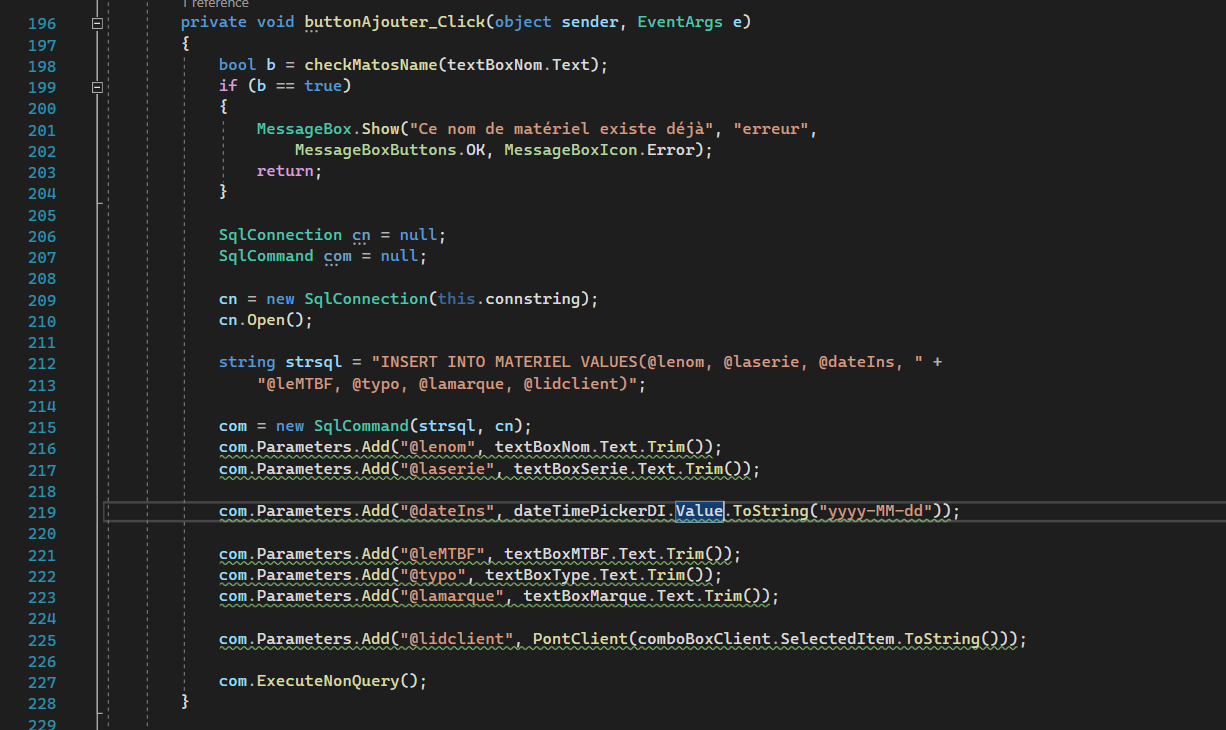 1 reference
196 private void buttonAjouter_Click(object sender, EventArgs e)
197 {
198 bool b = checkMatosName(textBoxNom.Text);
199 if (b == true)
200 {
201 MessageBox.Show("Ce nom de matériel existe déjà", "erreur",
202 MessageBoxButtons.OK, MessageBoxIcon.Error);
203 return;
204 }
205
206 SqlConnection cn = null;
207 SqlCommand com = null;
208
209 cn = new SqlConnection(this.connstring);
210 cn.Open();
211
212 string strsql = "INSERT INTO MATERIEL VALUES(@lenom, @laserie, @dateIns, " +
213 "@leMTBF, @typo, @lamarque, @lidclient)";
214
215 com = new SqlCommand(strsql, cn);
216 com.Parameters.Add("@lenom", textBoxNom.Text.Trim());
217 com.Parameters.Add("@laserie", textBoxSerie.Text.Trim());
218
219 com.Parameters.Add("@dateIns", dateTimePickerDI.Value.ToString("yyyy-MM-dd"));
220
221 com.Parameters.Add("@leMTBF", textBoxMTBF.Text.Trim());
222 com.Parameters.Add("@typo", textBoxType.Text.Trim());
223 com.Parameters.Add("@lamarque", textBoxMarque.Text.Trim());
224
225 com.Parameters.Add("@lidclient", PontClient(comboBoxClient.SelectedItem.ToString()));
226
227 com.ExecuteNonQuery();
228 }
229